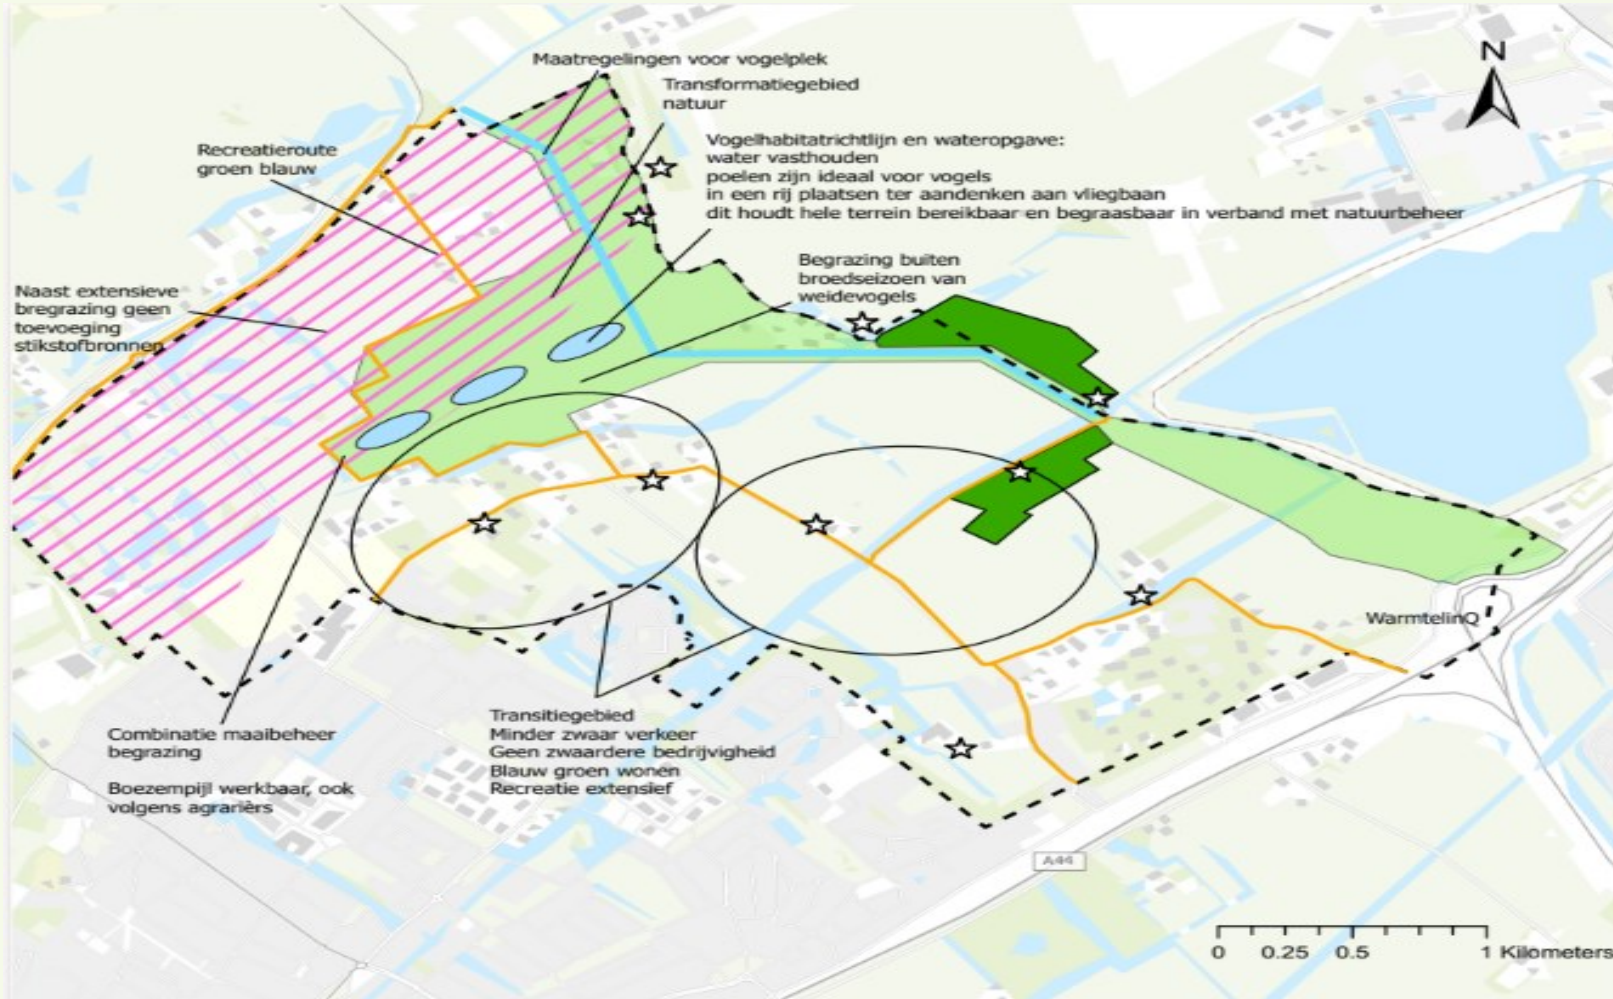 N
Maatregelingen voor vogelplek
Transformatiegebied
natuur
Vogelhabitatrichtlijn en wateropgave:
water vasthouden
poelen zijn ideaal voor vogels
in een rij plaatsen ter aandenken aan vliegbaan
dit houdt hele terrein bereikbaar en begraasbaar in verband met natuurbeheer
Recreatieroute
groen blauw
Begrazing buiten
broedseizoen van
weidevogels
Naast extensieve
bregrazing geen
toevoeging
stikstofbronnen
WarmtelinQ
Combinatie maaibeheer
begrazing
Boezempijl werkbaar, ook
volgens agrariërs
Transitiegebied
Minder zwaar verkeer
Geen zwaardere bedrijvigheid
Blauw groen wonen
Recreatie extensief
A44
0 0.25 0.5 1 Kilometers